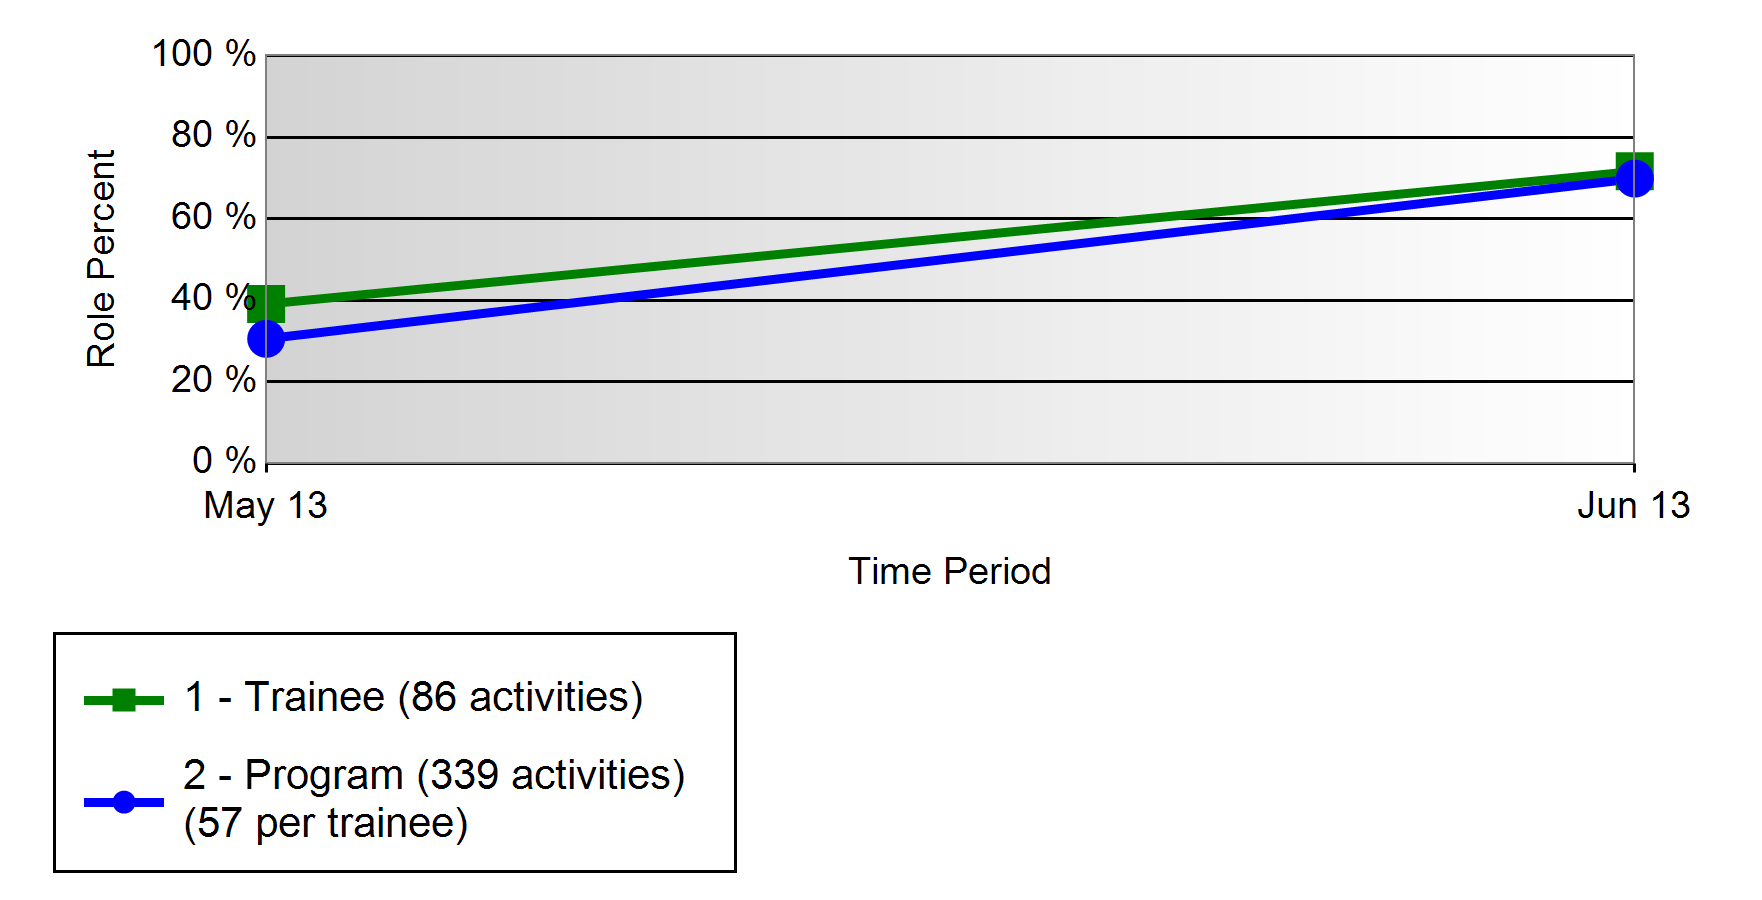 100 %
80 %
60 %
40 %
20 %
0 %
Role Percent
May 13
Jun 13
Time Period
1 - Trainee (86 activities)
2 - Program (339 activities)
(57 per trainee)